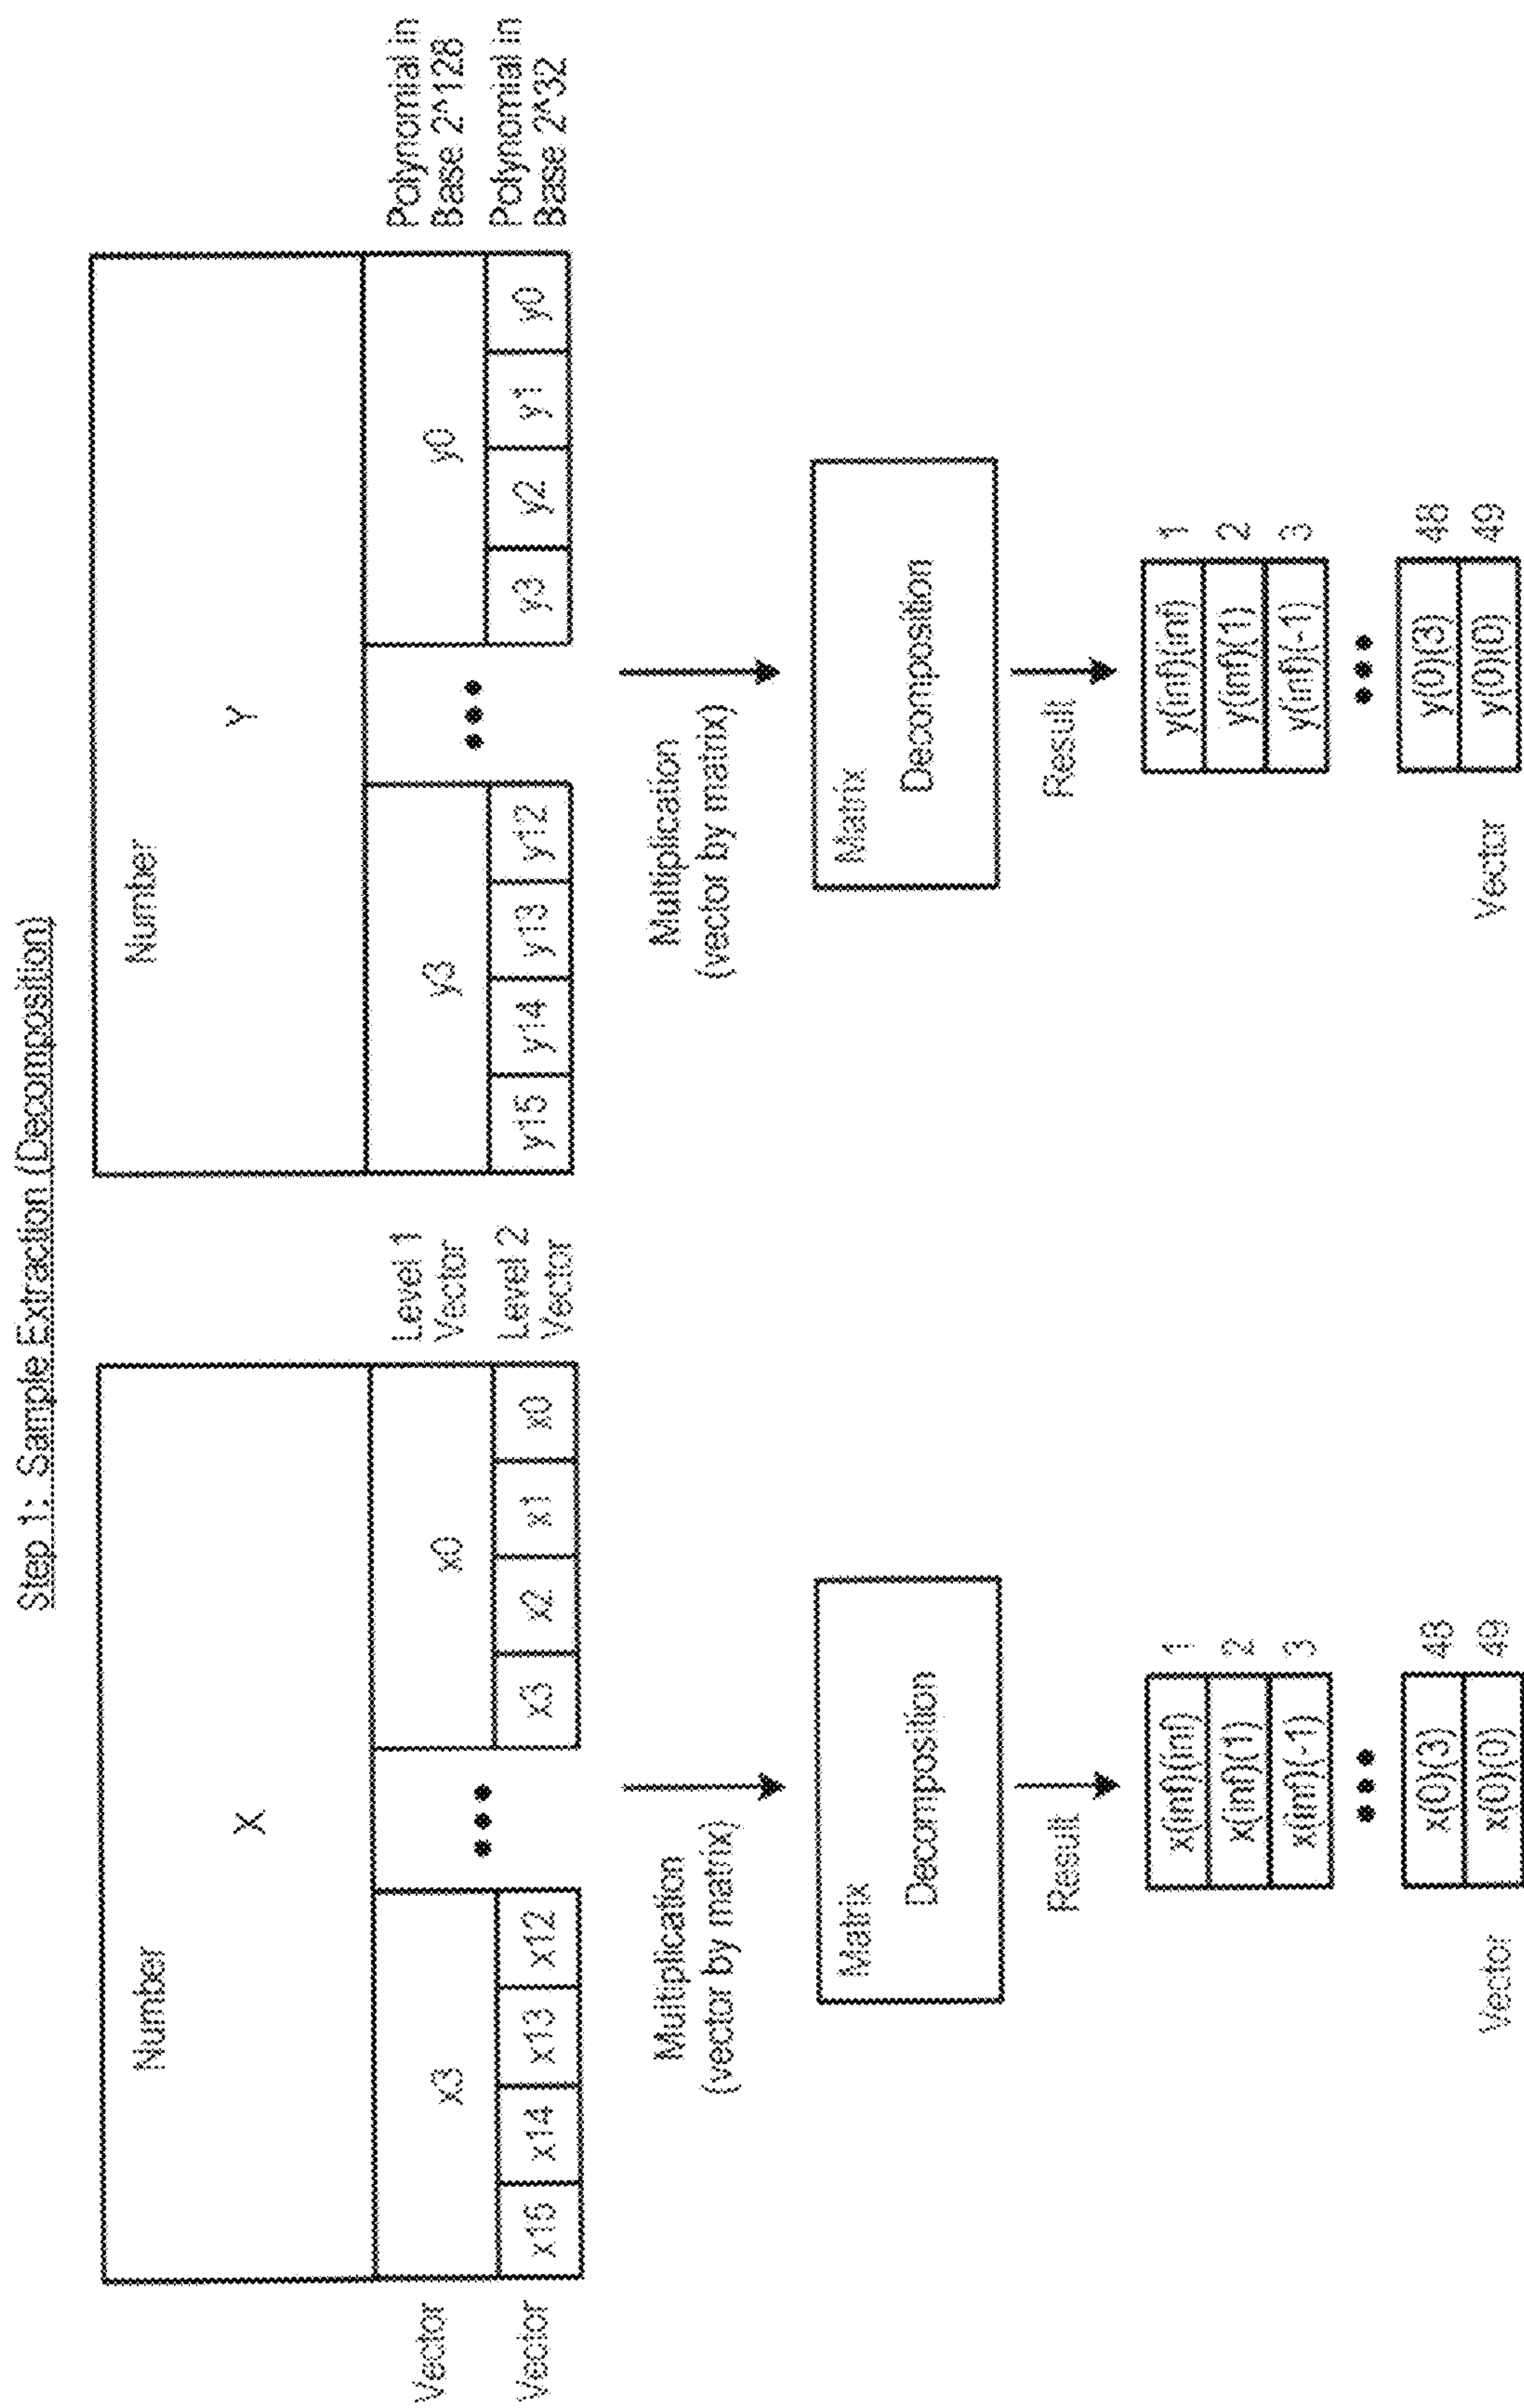 Step 1: Sample Extraction (Decomposition)
Number
X
Vector
x3
x0
Level 1
Vector
Vector
x15
x14
x13
x12
x3
x2
x1
x0
Level 2
Vector
Number
Y
y3
y0
Polynomial in
Base 2^128
y15
y14
y13
y12
y3
y2
y1
y0
Polynomial in
Base 2^32
Multiplication
(vector by matrix)
Matrix
Decomposition
Result
x(inf)(inf) 1
x(inf)(1) 2
x(inf)(-1) 3
x(0)(3) 48
Vector
x(0)(0) 49
Multiplication
(vector by matrix)
Matrix
Decomposition
Result
y(inf)(inf) 1
y(inf)(1) 2
y(inf)(-1) 3
y(0)(3) 48
Vector
y(0)(0) 49